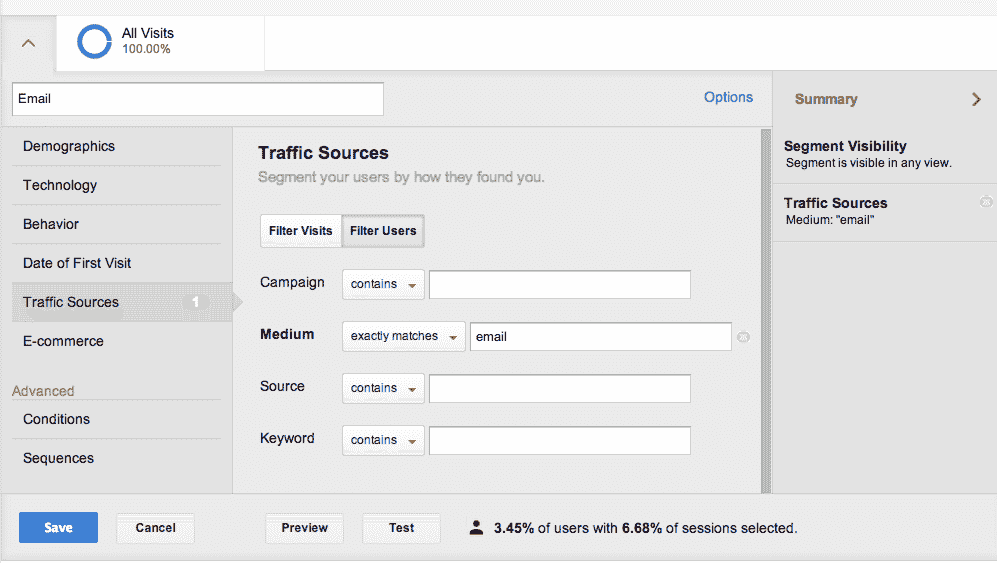 All Visits
100.00%
Email
Options
Summary
Demographics
Technology
Behavior
Date of First Visit
Traffic Sources 1
E-commerce
Advanced
Conditions
Sequences
Traffic Sources
Segment your users by how they found you.
Filter Visits Filter Users
Campaign contains
Medium exactly matches email
Source contains
Keyword contains
Segment Visibility
Segment is visible in any view.
Traffic Sources
Medium: "email"
Save Cancel Preview Test 3.45% of users with 6.68% of sessions selected.